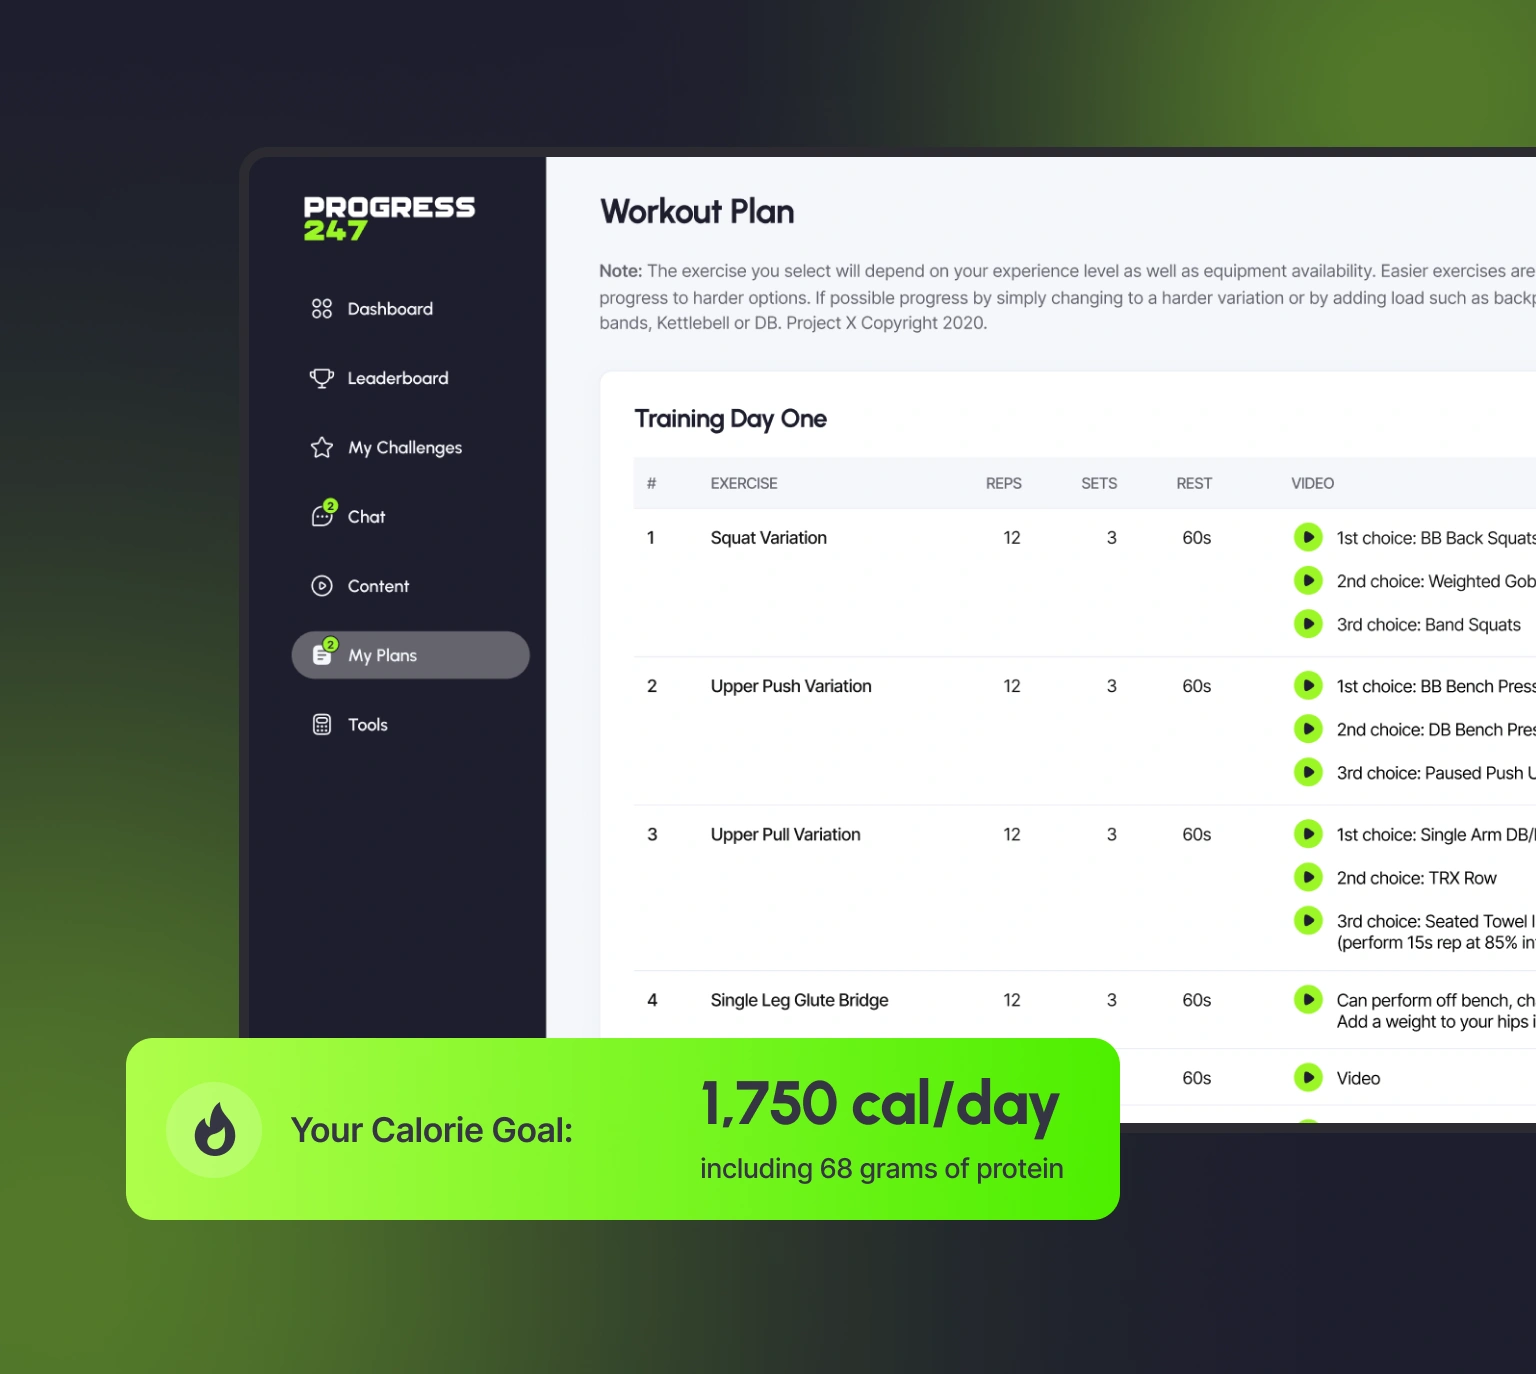 PROGRESS
247
Dashboard
Leaderboard
My Challenges
2
Chat
Content
2
My Plans
Tools
Workout Plan
Note: The exercise you select will depend on your experience level as well as equipment availability. Easier exercises are
progress to harder options. If possible progress by simply changing to a harder variation or by adding load such as
bands, Kettlebell or DB. Project X Copyright 2020.
Training Day One
# EXERCISE REPS SETS REST VIDEO
1 Squat Variation 12 3 60s 1st choice: BB Back Squats
2nd choice: Weighted
3rd choice: Band Squats
2 Upper Push Variation 12 3 60s 1st choice: BB Bench Press
2nd choice: DB Bench
3rd choice: Paused Push
3 Upper Pull Variation 12 3 60s 1st choice: Single Arm DB/
2nd choice: TRX Row
3rd choice: Seated Towel
(perform 15s rep at 85%
4 Single Leg Glute Bridge 12 3 60s Can perform off bench,
Add a weight to your hips
60s Video
Your Calorie Goal:
1,750 cal/day
including 68 grams of protein